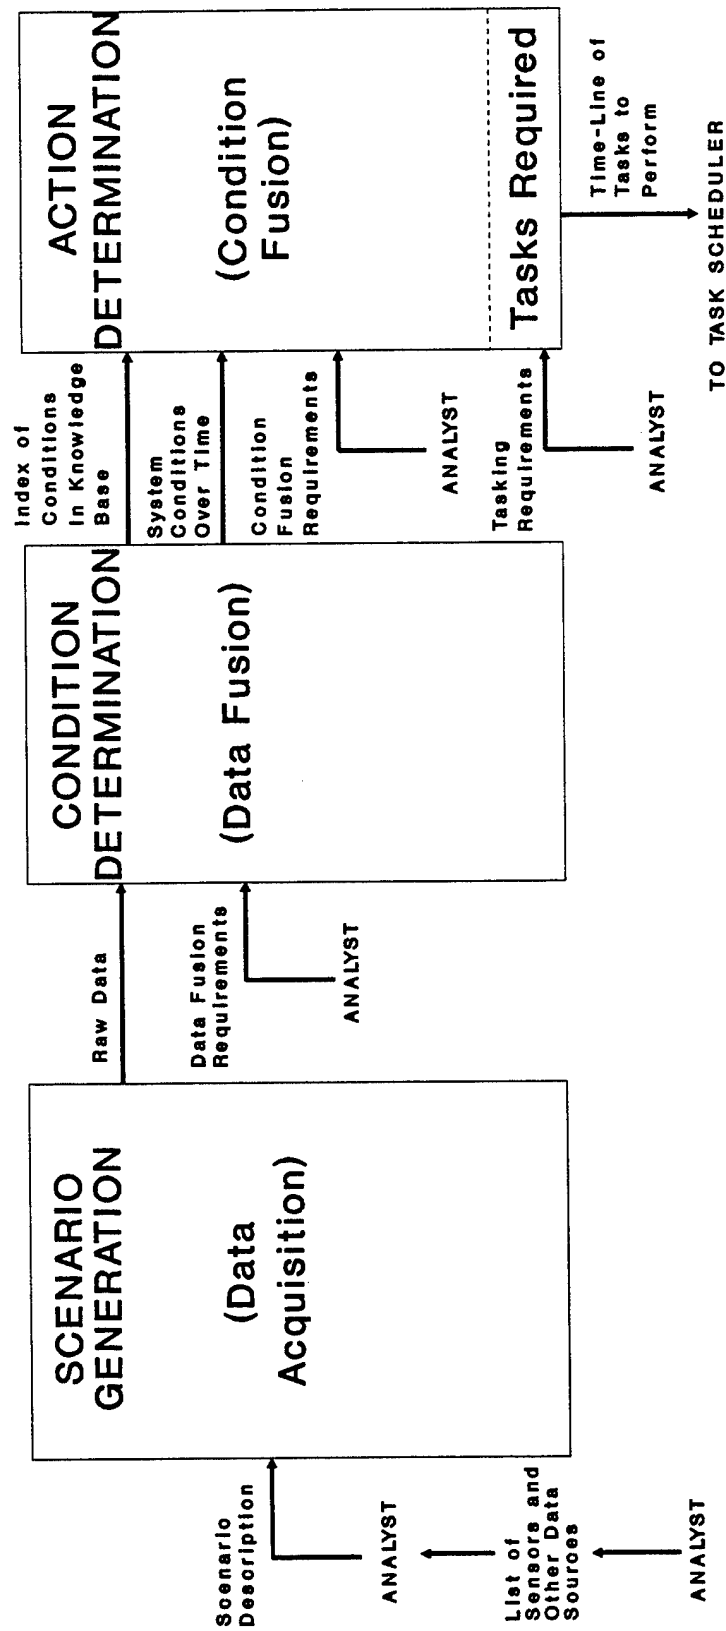 SCENARIO
GENERATION
(Data
Acquisition)
Scenario
Description
ANALYST
List of
Sensors and
Other Data
Sources
ANALYST
Raw Data
Data Fusion
Requirements
ANALYST
CONDITION
DETERMINATION
(Data Fusion)
Index of
Conditions
In Knowledge
Base
System
Conditions
Over Time
Condition
Fusion
Requirements
ANALYST
Tasking
Requirements
ANALYST
ACTION
DETERMINATION
(Condition
Fusion)
Tasks Required
Time-Line of
Tasks to
Perform
TO TASK SCHEDULER